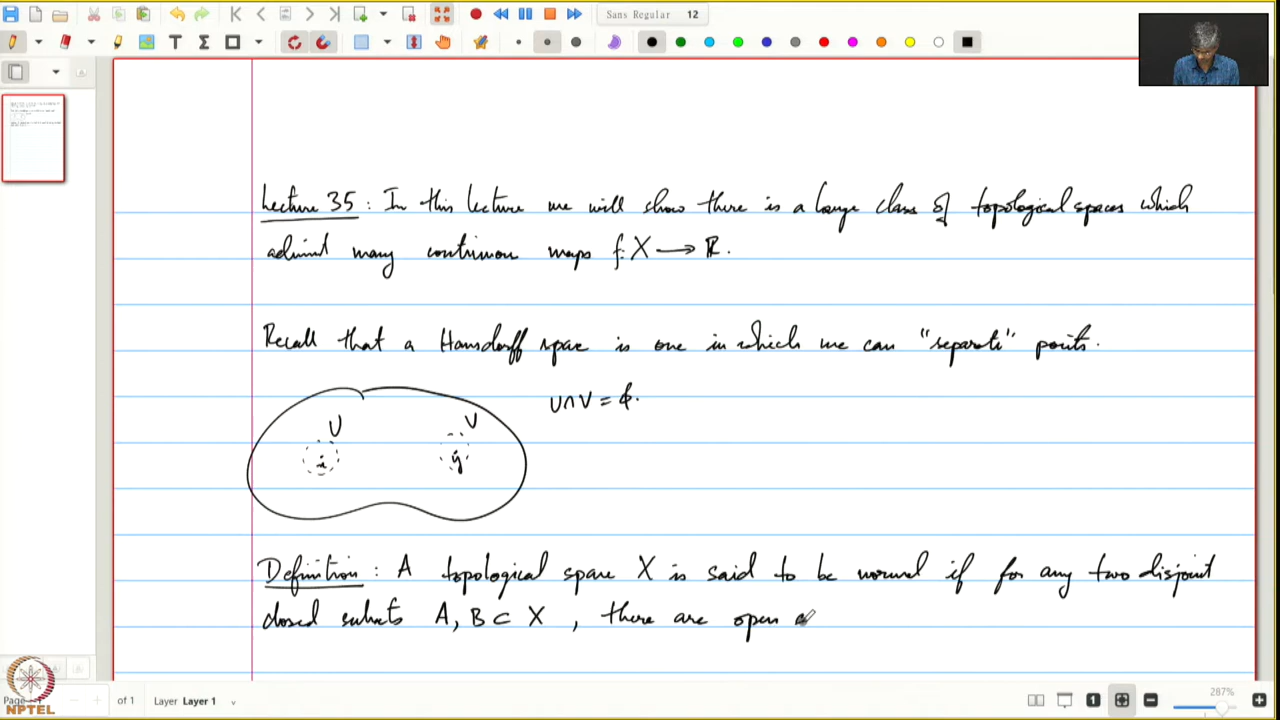 Sans Regular 12
Lecture 35 : In this lecture we will show there is a large class of topological spaces which
admit many continuous maps f: X ⟶ ℝ.
Recall that a Hausdorff space is one in which we can "separate" points.
U∩V = ϕ.
U
V
x
y
Definition : A topological space X is said to be normal if for any two disjoint
closed subsets A, B ⊂ X , there are open
NPTEL
Page
of 1
Layer Layer 1
287%